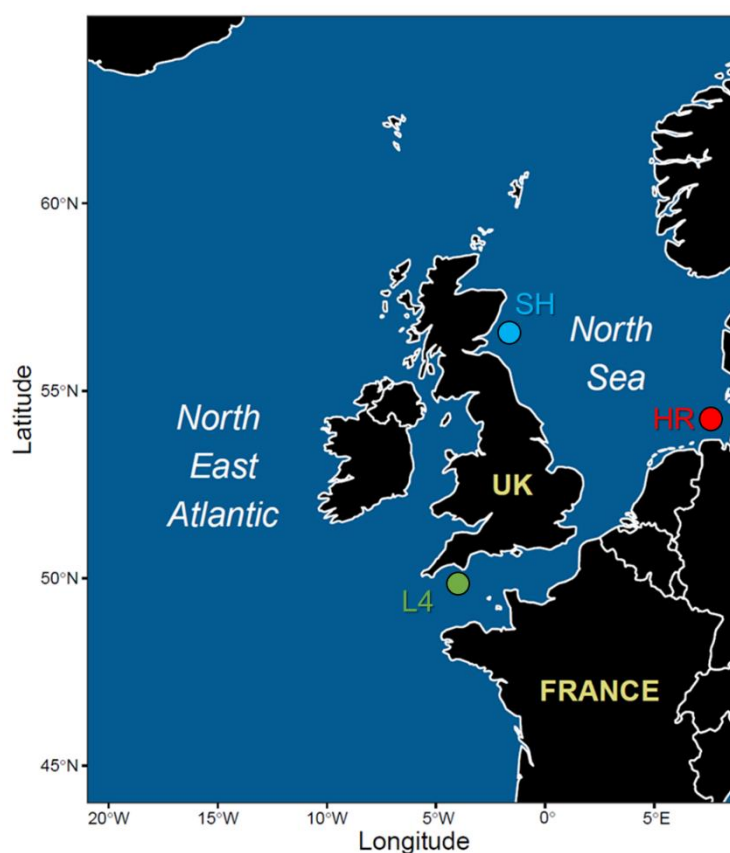 60°N
SH
North
Sea
55°N
Latitude
North
East
Atlantic
HR
UK
50°N
L4
FRANCE
45°N
20°W
15°W
10°W
5°W
0°
5°E
Longitude